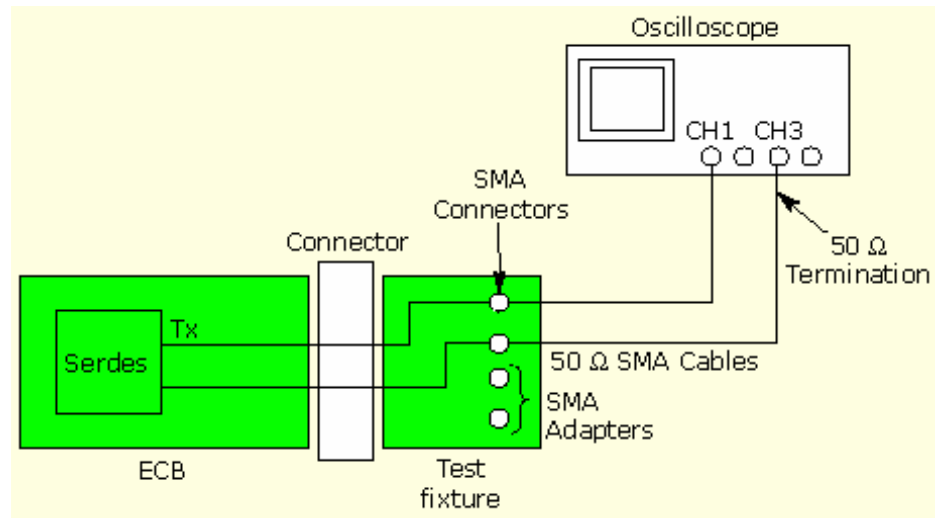 Oscilloscope
CH1 CH3
SMA
Connectors
50 Ω
Termination
Connector
Tx
Serdes
50 Ω SMA Cables
SMA
Adapters
ECB
Test
fixture